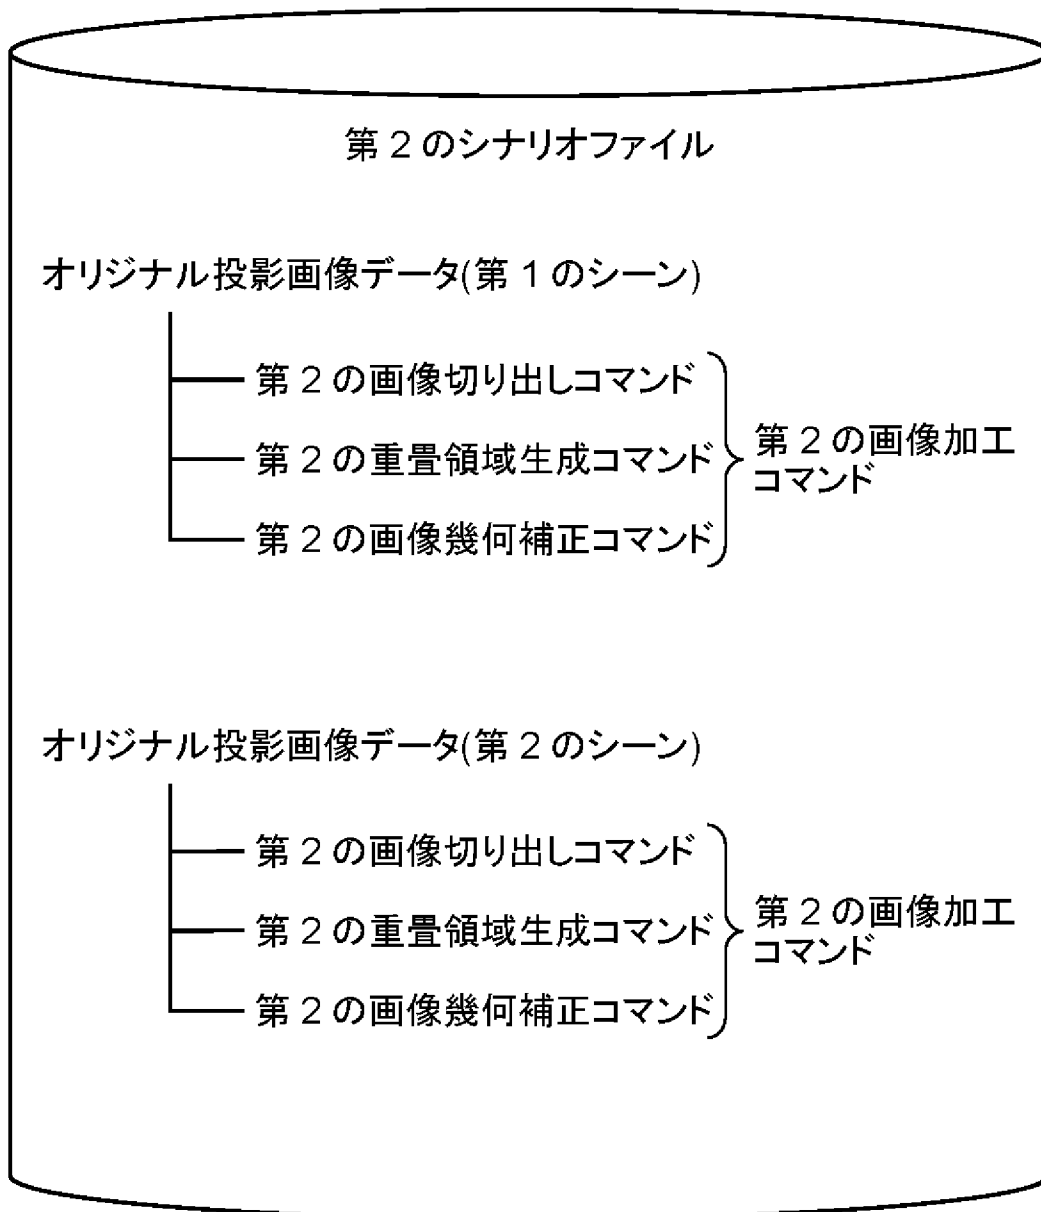 第2のシナリオファイル
オリジナル投影画像データ(第1のシーン)
第2の画像切り出しコマンド
第2の重畳領域生成コマンド
第2の画像幾何補正コマンド
第2の画像加工
コマンド
オリジナル投影画像データ(第2のシーン)
第2の画像切り出しコマンド
第2の重畳領域生成コマンド
第2の画像幾何補正コマンド
第2の画像加工
コマンド